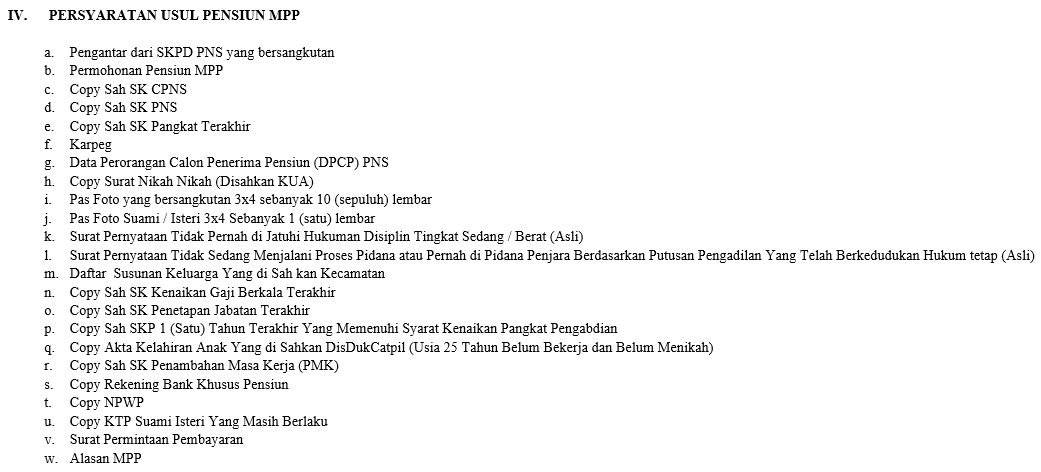 IV. PERSYARATAN USUL PENSIUN MPP
a. Pengantar dari SKPD PNS yang bersangkutan
b. Permohonan Pensiun MPP
c. Copy Sah SK CPNS
d. Copy Sah SK PNS
e. Copy Sah SK Pangkat Terakhir
f. Karpeg
g. Data Perorangan Calon Penerima Pensiun (DPCP) PNS
h. Copy Surat Nikah Nikah (Disahkan KUA)
i. Pas Foto yang bersangkutan 3x4 sebanyak 10 (sepuluh) lembar
j. Pas Foto Suami / Isteri 3x4 Sebanyak 1 (satu) lembar
k. Surat Pernyataan Tidak Pernah di Jatuhi Hukuman Disiplin Tingkat Sedang / Berat (Asli)
l. Surat Pernyataan Tidak Sedang Menjalani Proses Pidana atau Pernah di Pidana Penjara Berdasarkan Putusan Pengadilan Yang Telah Berkedudukan Hukum tetap (Asli)
m. Daftar Susunan Keluarga Yang di Sah kan Kecamatan
n. Copy Sah SK Kenaikan Gaji Berkala Terakhir
o. Copy Sah SK Penetapan Jabatan Terakhir
p. Copy Sah SKP 1 (Satu) Tahun Terakhir Yang Memenuhi Syarat Kenaikan Pangkat Pengabdian
q. Copy Akta Kelahiran Anak Yang di Sahkan DisDukCatpil (Usia 25 Tahun Belum Bekerja dan Belum Menikah)
r. Copy Sah SK Penambahan Masa Kerja (PMK)
s. Copy Rekening Bank Khusus Pensiun
t. Copy NPWP
u. Copy KTP Suami Isteri Yang Masih Berlaku
v. Surat Permintaan Pembayaran
w. Alasan MPP